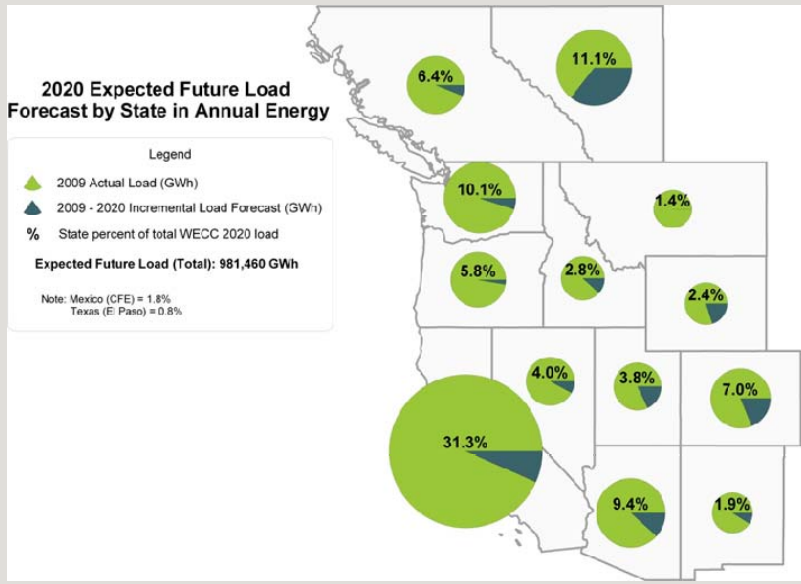 2020 Expected Future Load
Forecast by State in Annual Energy
Legend
2009 Actual Load (GWh)
2009 - 2020 Incremental Load Forecast (GWh)
% State percent of total WECC 2020 load
Expected Future Load (Total): 981,460 GWh
Note: Mexico (CFE) = 1.8%
Texas (El Paso) = 0.8%
6.4%
11.1%
10.1%
1.4%
5.8%
2.8%
2.4%
4.0%
3.8%
7.0%
31.3%
9.4%
1.9%